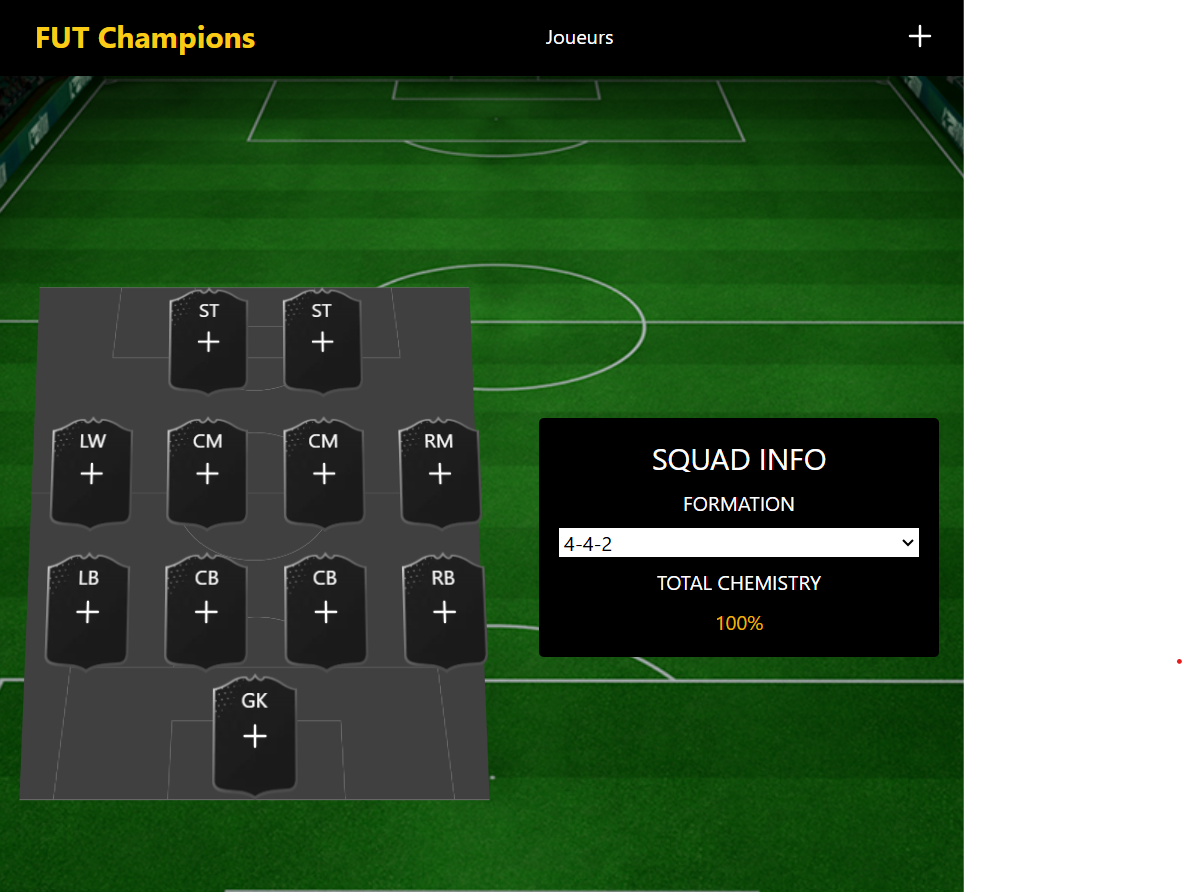 FUT Champions
Joueurs
ST
ST
LW
CM
CM
RM
LB
CB
CB
RB
GK
SQUAD INFO
FORMATION
4-4-2
TOTAL CHEMISTRY
100%